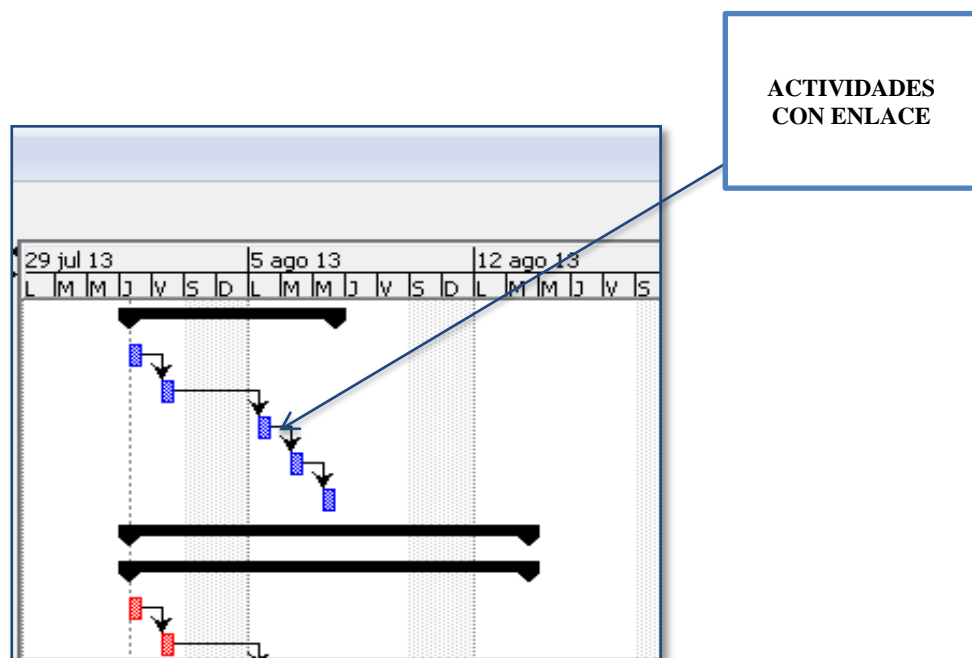 ACTIVIDADES
CON ENLACE
29 jul 13 5 ago 13 12 ago 13
L M M J V S D L M M J V S D L M M J V S